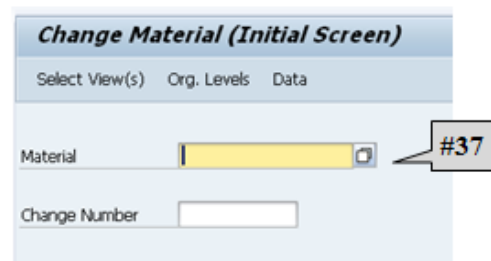 Change Material (Initial Screen)
Select View(s) Org. Levels Data
Material
#37
Change Number